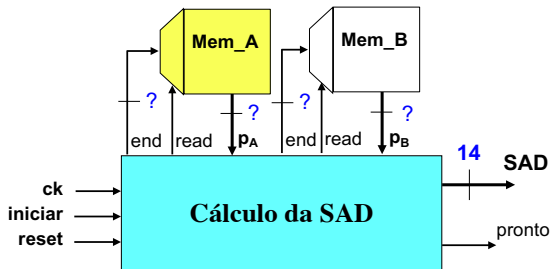 Mem_A
Mem_B
?
?
?
?
end
read
pA
end
read
pB
14
SAD
ck
iniciar
reset
Cálculo da SAD
pronto